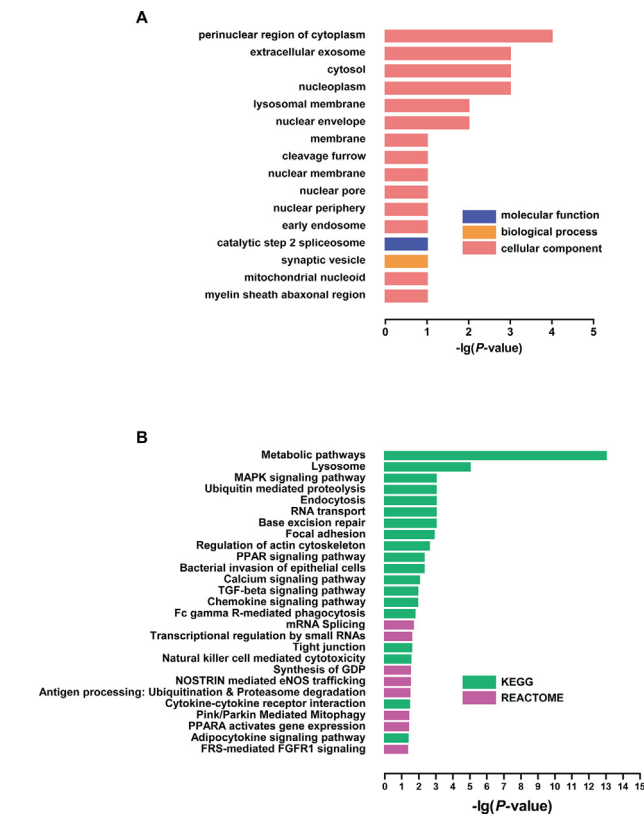 A
perinuclear region of cytoplasm
extracellular exosome
cytosol
nucleoplasm
lysosomal membrane
nuclear envelope
membrane
cleavage furrow
nuclear membrane
nuclear pore
nuclear periphery
early endosome
catalytic step 2 spliceosome
synaptic vesicle
mitochondrial nucleoid
myelin sheath abaxonal region
molecular function
biological process
cellular component
0 1 2 3 4 5
-lg(P-value)
B
Metabolic pathways
Lysosome
MAPK signaling pathway
Ubiquitin mediated proteolysis
Endocytosis
RNA transport
Base excision repair
Focal adhesion
Regulation of actin cytoskeleton
PPAR signaling pathway
Bacterial invasion of epithelial cells
Calcium signaling pathway
TGF-beta signaling pathway
Chemokine signaling pathway
Fc gamma R-mediated phagocytosis
mRNA Splicing
Transcriptional regulation by small RNAs
Tight junction
Natural killer cell mediated cytotoxicity
Synthesis of GDP
NOSTRIN mediated eNOS trafficking
Antigen processing: Ubiquitination & Proteasome degradation
Cytokine-cytokine receptor interaction
Pink/Parkin Mediated Mitophagy
PPARA activates gene expression
Adipocytokine signaling pathway
FRS-mediated FGFR1 signaling
KEGG
REACTOME
0 1 2 3 4 5 6 7 8 9 10 11 12 13 14 15
-lg(P-value)